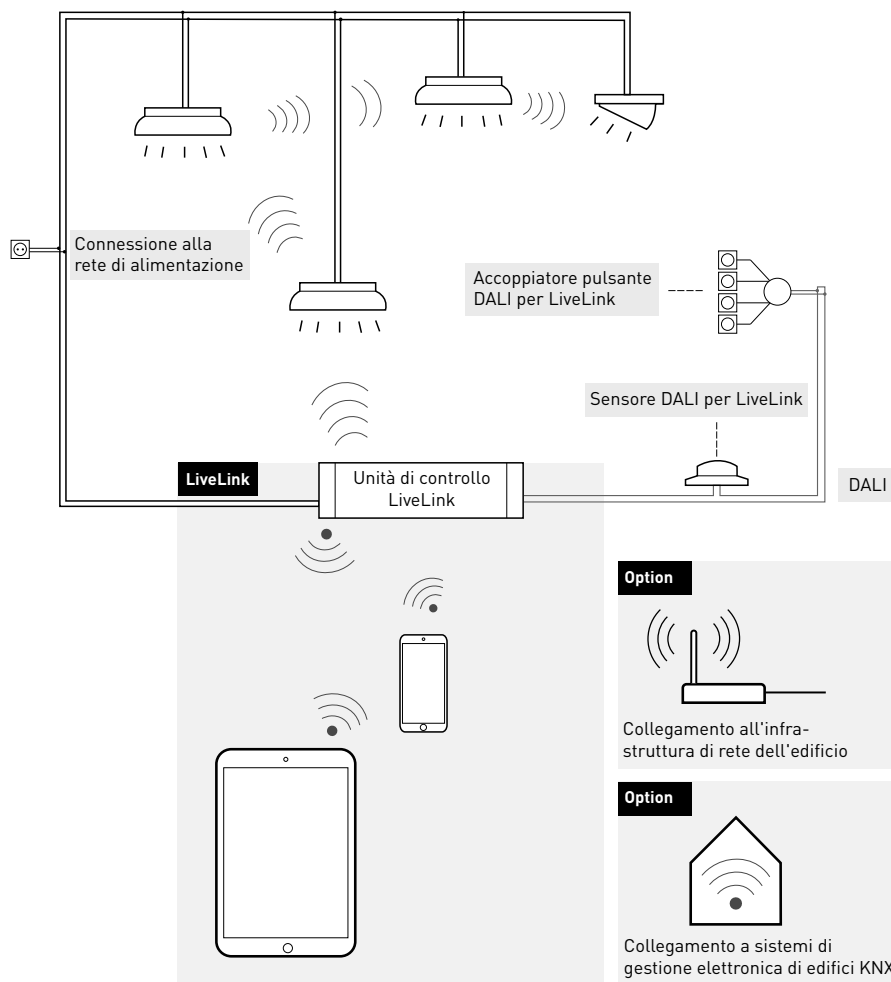 Connessione alla
rete di alimentazione
Accoppiatore pulsante
DALI per LiveLink
Sensore DALI per LiveLink
LiveLink
Unità di controllo
LiveLink
DALI
Option
Collegamento all'infra-
struttura di rete dell'edificio
Option
Collegamento a sistemi di
gestione elettronica di edifici KNX